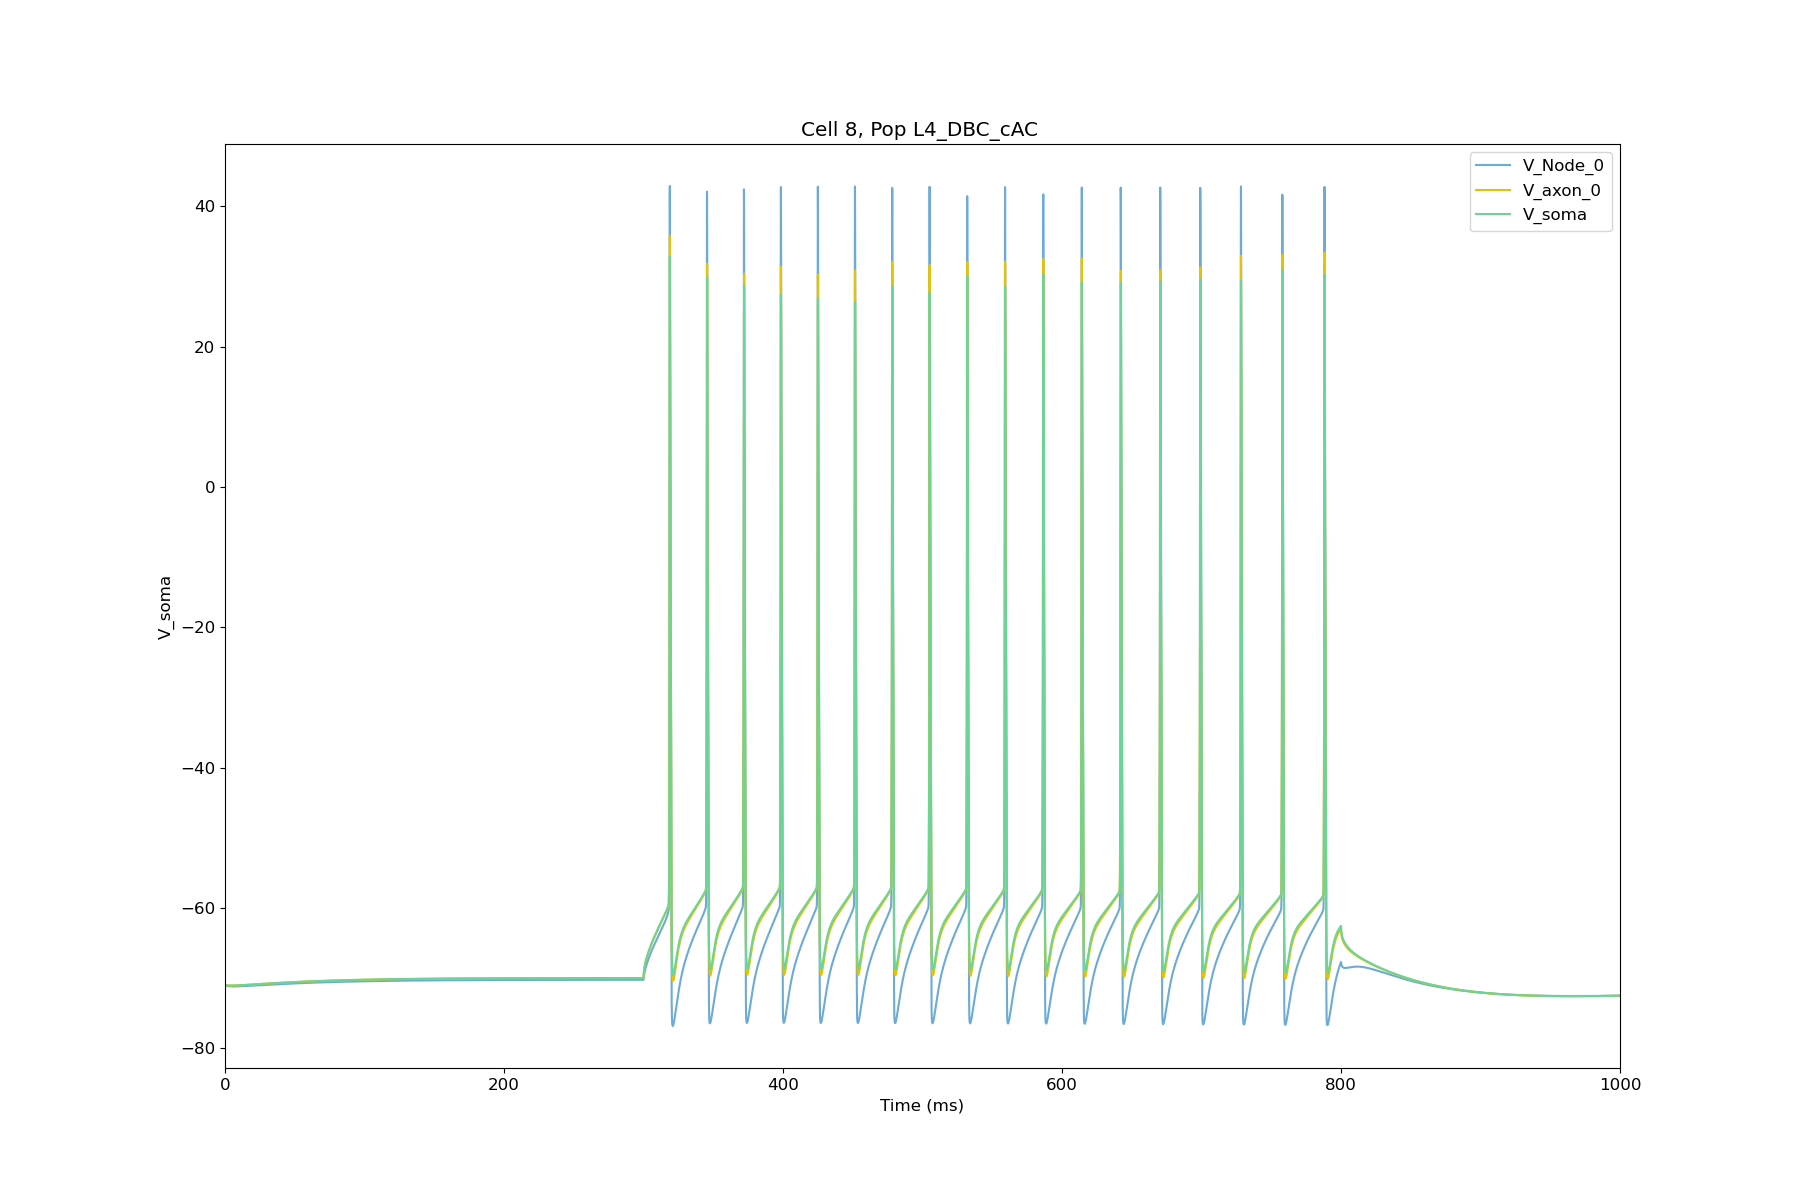 Cell 8, Pop L4_DBC_cAC
V_Node_0
V_axon_0
V_soma
40
20
0
−20
−40
−60
−80
V_soma
0 200 400 600 800 1000
Time (ms)